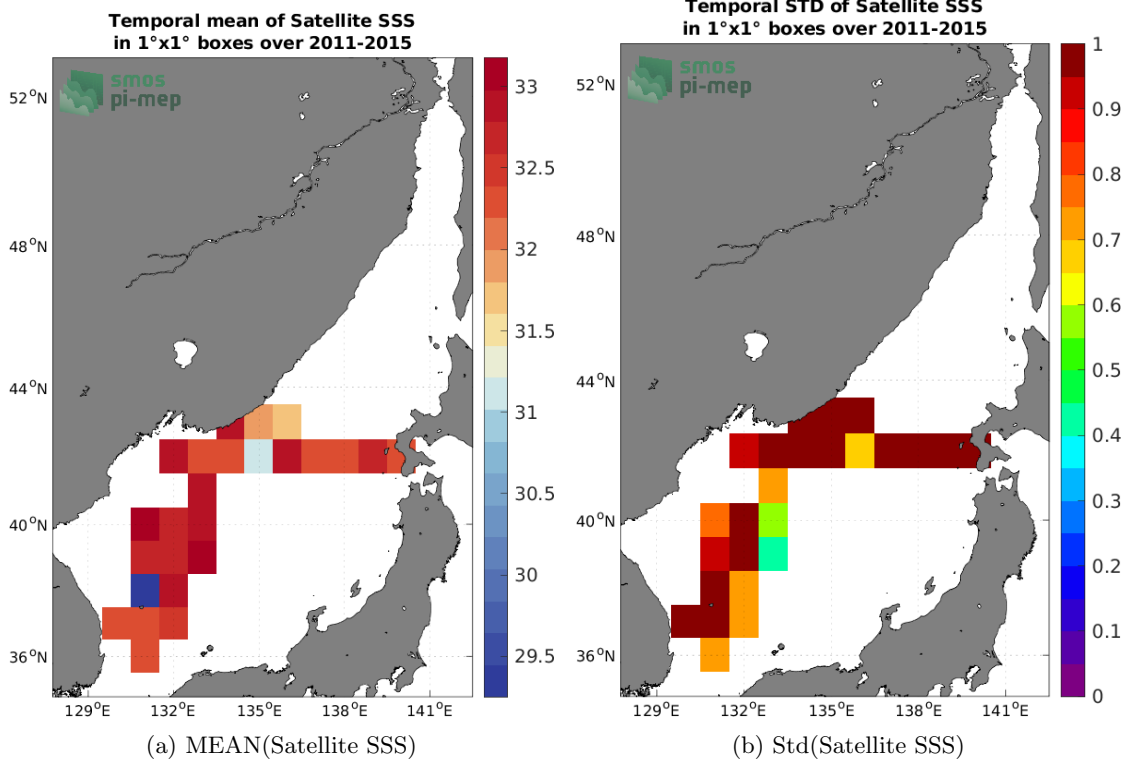 Temporal mean of Satellite SSS
in 1°x1° boxes over 2011-2015
smos
pi-mep
52°N
48°N
44°N
40°N
36°N
129°E 132°E 135°E 138°E 141°E
33
32.5
32
31.5
31
30.5
30
29.5
(a) MEAN(Satellite SSS)
Temporal STD of Satellite SSS
in 1°x1° boxes over 2011-2015
smos
pi-mep
52°N
48°N
44°N
40°N
36°N
129°E 132°E 135°E 138°E 141°E
1
0.9
0.8
0.7
0.6
0.5
0.4
0.3
0.2
0.1
0
(b) Std(Satellite SSS)